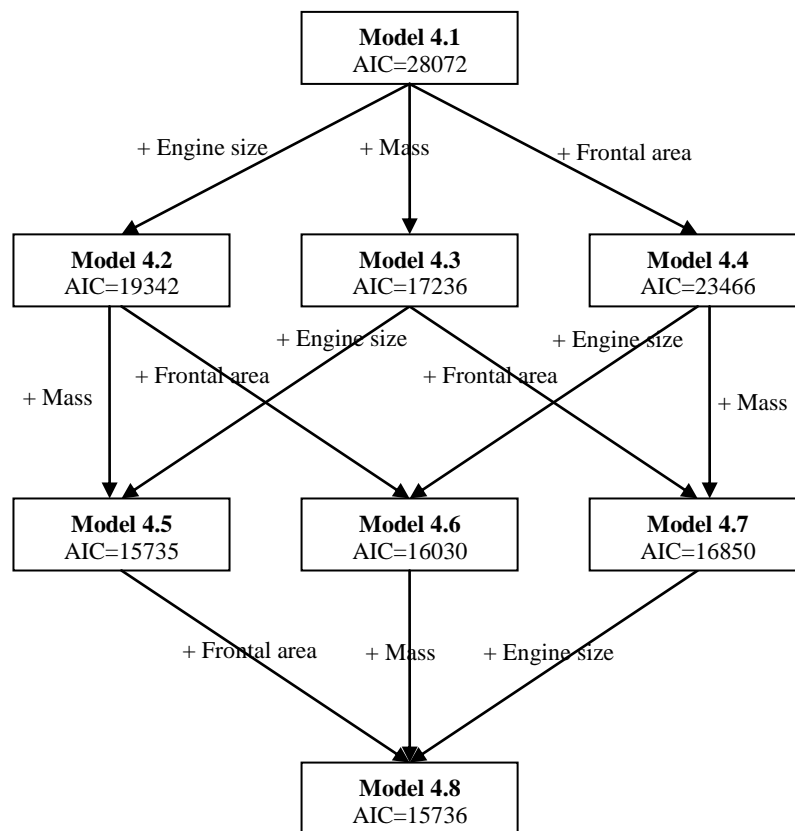 Model 4.1
AIC=28072
+ Engine size
+ Mass
+ Frontal area
Model 4.2
AIC=19342
Model 4.3
AIC=17236
Model 4.4
AIC=23466
+ Engine size
+ Engine size
+ Frontal area
+ Frontal area
+ Mass
+ Mass
Model 4.5
AIC=15735
Model 4.6
AIC=16030
Model 4.7
AIC=16850
+ Frontal area
+ Mass
+ Engine size
Model 4.8
AIC=15736